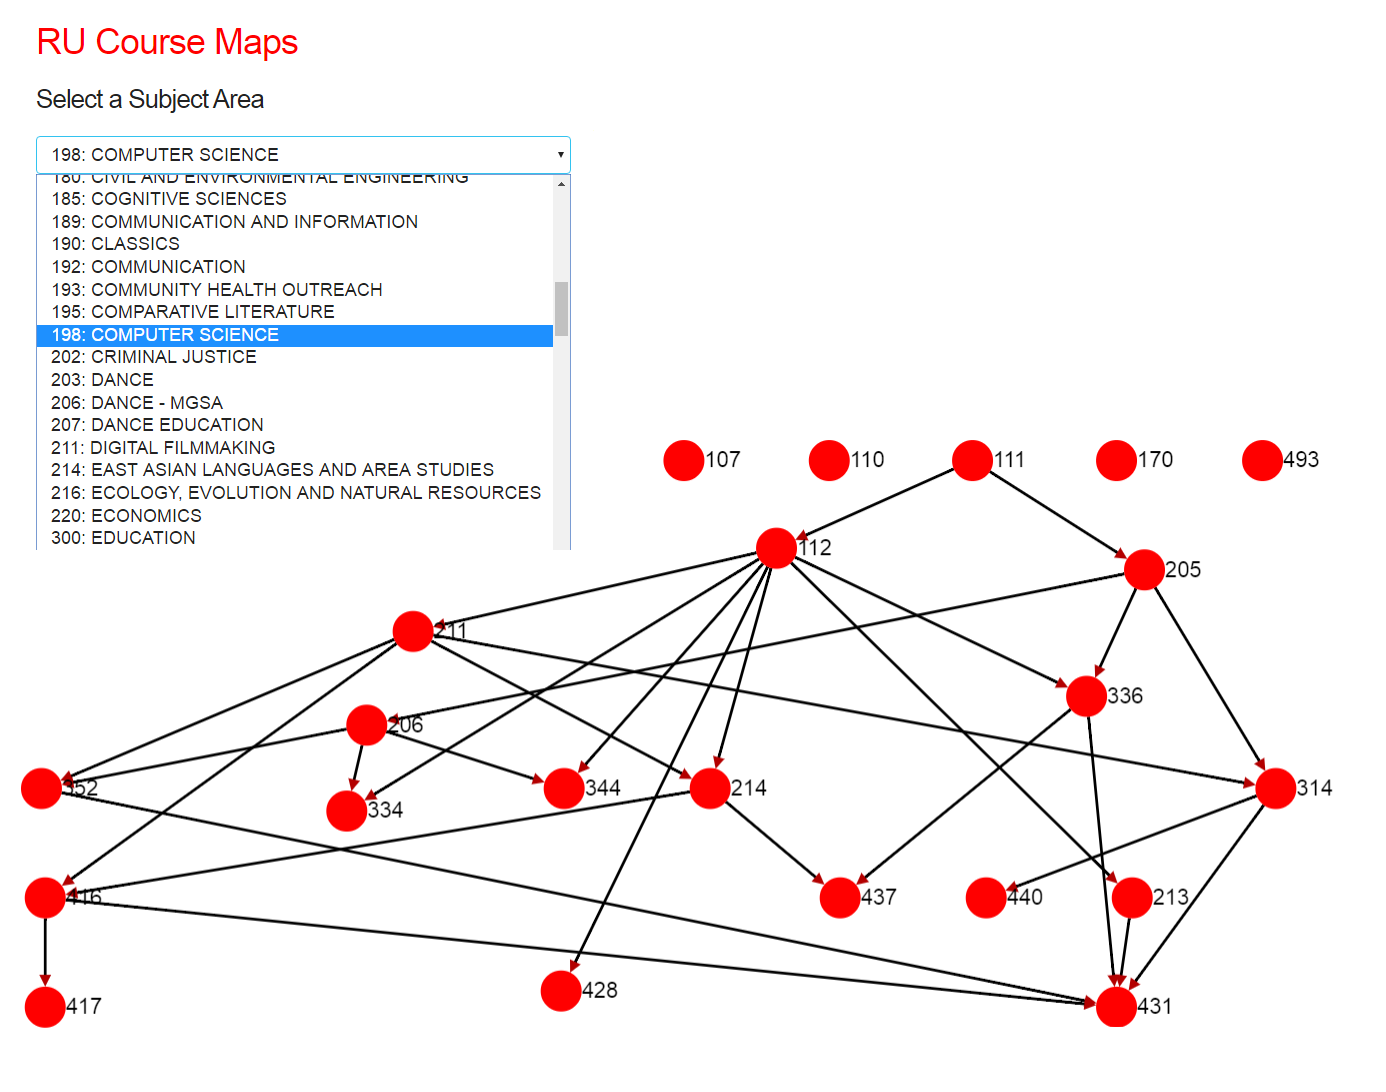 RU Course Maps
Select a Subject Area
198: COMPUTER SCIENCE
180: CIVIL AND ENVIRONMENTAL ENGINEERING
185: COGNITIVE SCIENCES
189: COMMUNICATION AND INFORMATION
190: CLASSICS
192: COMMUNICATION
193: COMMUNITY HEALTH OUTREACH
195: COMPARATIVE LITERATURE
198: COMPUTER SCIENCE
202: CRIMINAL JUSTICE
203: DANCE
206: DANCE - MGSA
207: DANCE EDUCATION
211: DIGITAL FILMMAKING
214: EAST ASIAN LANGUAGES AND AREA STUDIES
216: ECOLOGY, EVOLUTION AND NATURAL RESOURCES
220: ECONOMICS
300: EDUCATION
107 110 111 170 493
112
205
211
336
206
352 344 214 314
334
416 437 440 213
428
417 431